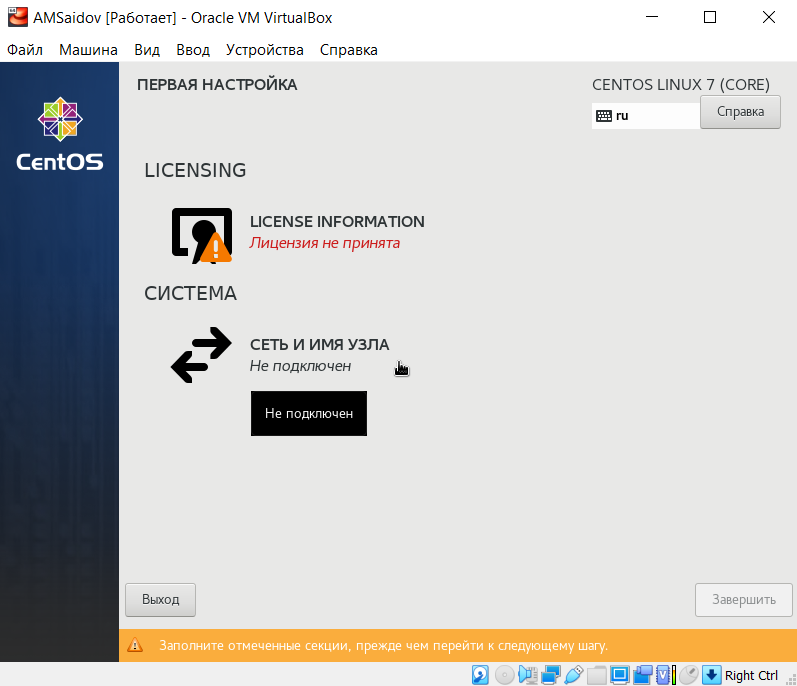 AMSaidov [Работает] - Oracle VM VirtualBox
Файл Машина Вид Ввод Устройства Справка
CentOS
ПЕРВАЯ НАСТРОЙКА
CENTOS LINUX 7 (CORE)
ru
Справка
LICENSING
LICENSE INFORMATION
Лицензия не принята
СИСТЕМА
СЕТЬ И ИМЯ УЗЛА
Не подключен
Не подключен
Выход
Завершить
Заполните отмеченные секции, прежде чем перейти к следующему шагу.
Right Ctrl